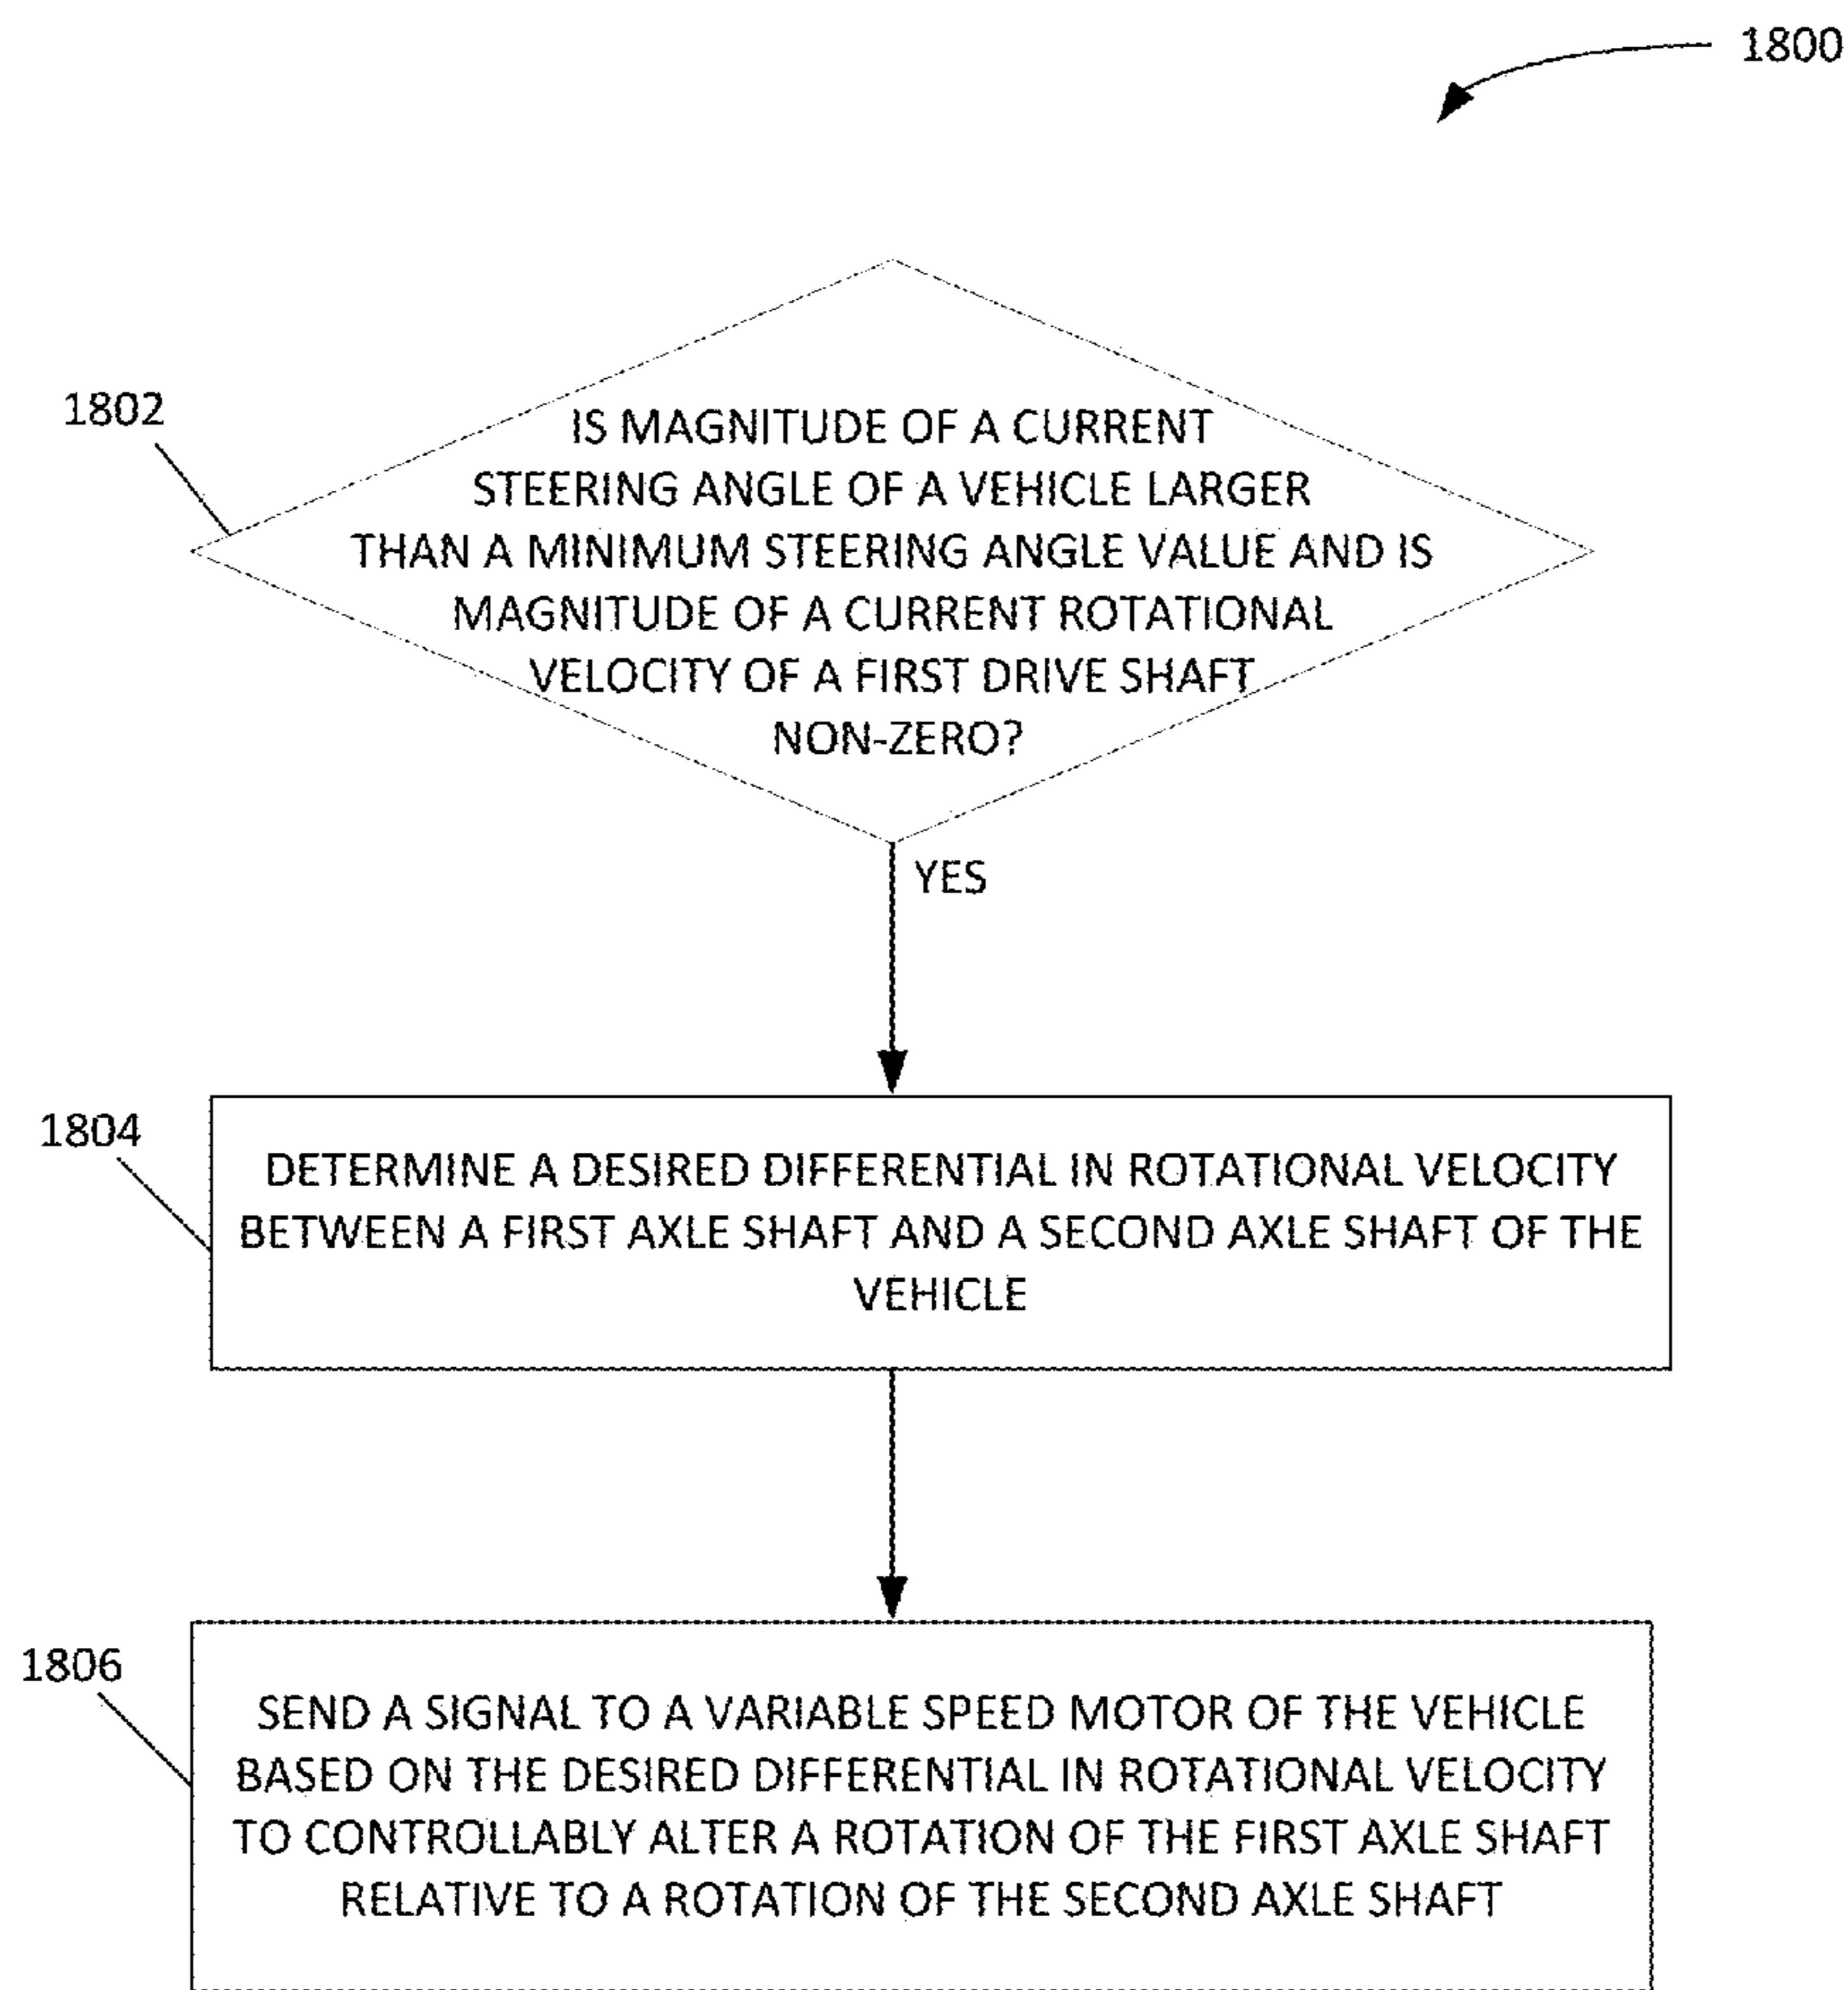 1800
1802
IS MAGNITUDE OF A CURRENT
STEERING ANGLE OF A VEHICLE LARGER
THAN A MINIMUM STEERING ANGLE VALUE AND IS
MAGNITUDE OF A CURRENT ROTATIONAL
VELOCITY OF A FIRST DRIVE SHAFT
NON-ZERO?
YES
1804
DETERMINE A DESIRED DIFFERENTIAL IN ROTATIONAL VELOCITY
BETWEEN A FIRST AXLE SHAFT AND A SECOND AXLE SHAFT OF THE
VEHICLE
1806
SEND A SIGNAL TO A VARIABLE SPEED MOTOR OF THE VEHICLE
BASED ON THE DESIRED DIFFERENTIAL IN ROTATIONAL VELOCITY
TO CONTROLLABLY ALTER A ROTATION OF THE FIRST AXLE SHAFT
RELATIVE TO A ROTATION OF THE SECOND AXLE SHAFT